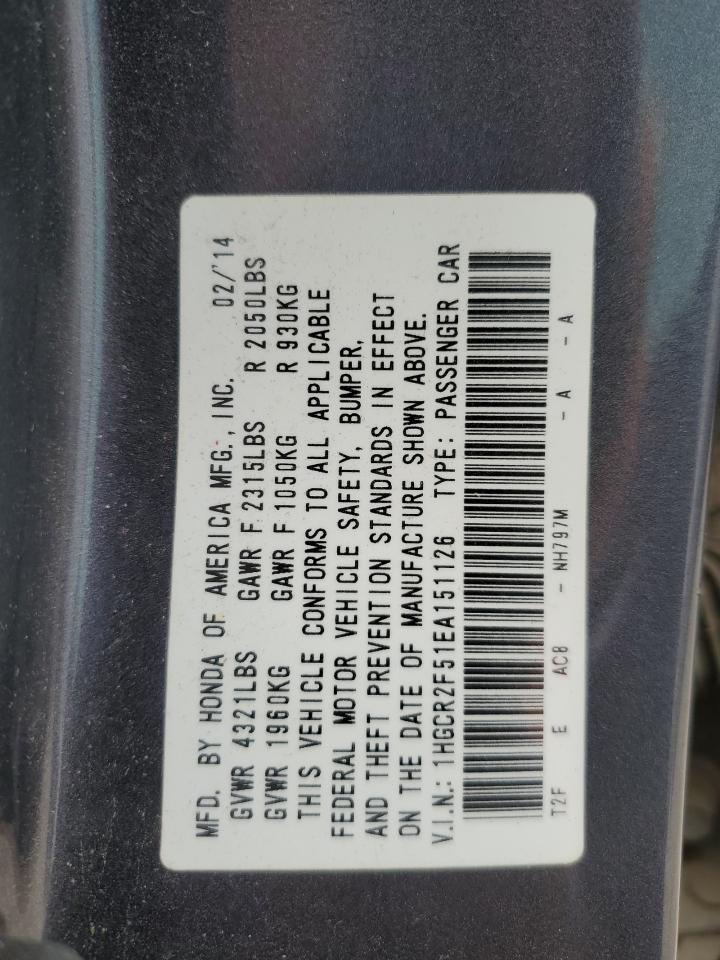 MFD. BY HONDA OF AMERICA MFG., INC. 02/'14
GVWR 4321LBS GAWR F 2315LBS R 2050LBS
GVWR 1960KG GAWR F 1050KG R 930KG
THIS VEHICLE CONFORMS TO ALL APPLICABLE
FEDERAL MOTOR VEHICLE SAFETY, BUMPER,
AND THEFT PREVENTION STANDARDS IN EFFECT
ON THE DATE OF MANUFACTURE SHOWN ABOVE.
V.I.N.: 1HGCR2F51EA151126 TYPE: PASSENGER CAR
T2F E AC8 - NH797M - A - A